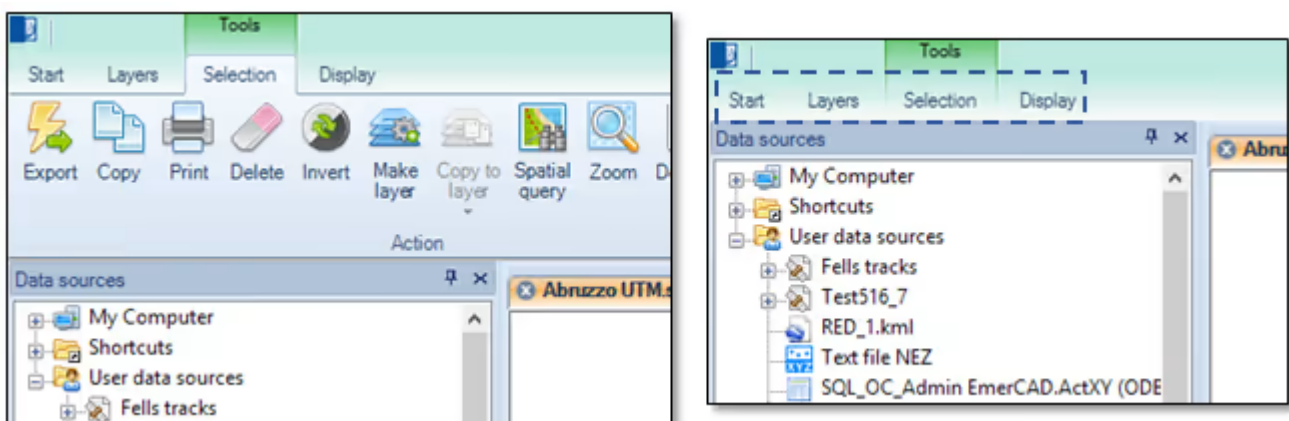 Tools
Start Layers Selection Display
Export Copy Print Delete Invert Make layer Copy to layer Spatial query Zoom
Action
Data sources
Abruzzo UTM.s
My Computer
Shortcuts
User data sources
Fells tracks
Tools
Start Layers Selection Display
Data sources
Abru
My Computer
Shortcuts
User data sources
Fells tracks
Test516_7
RED_1.kml
XYZ
Text file NEZ
SQL_OC_Admin EmerCAD.ActXY (ODB